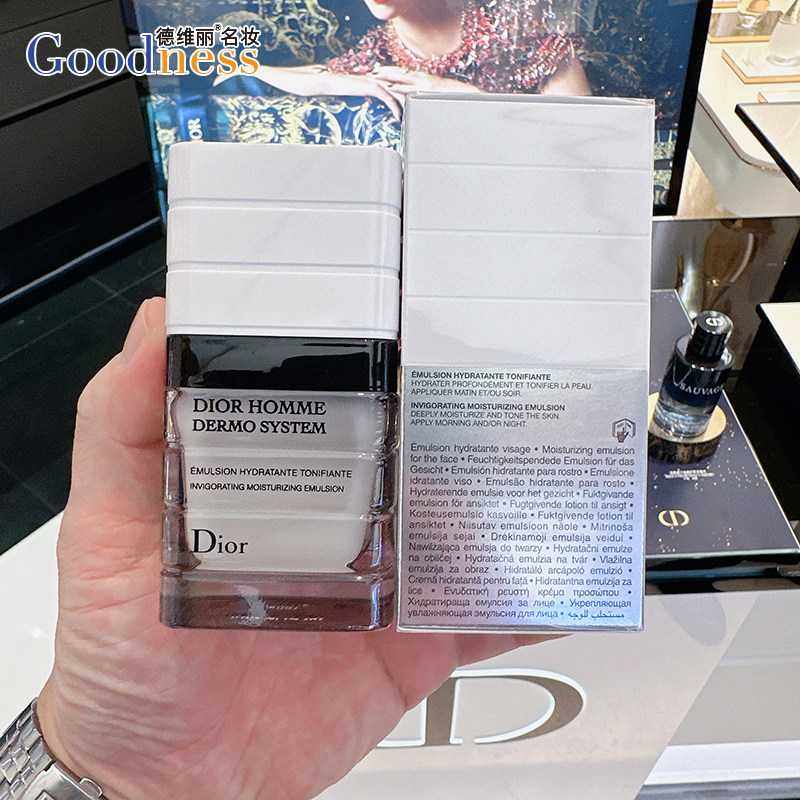 德维丽®名妆
Goodness
DIOR HOMME
DERMO SYSTEM
ÉMULSION HYDRATANTE TONIFIANTE
INVIGORATING MOISTURIZING EMULSION
Dior
ÉMULSION HYDRATANTE TONIFIANTE
HYDRATER PROFONDÉMENT ET TONIFIER LA PEAU.
APPLIQUER MATIN ET/OU SOIR.
INVIGORATING MOISTURIZING EMULSION
DEEPLY MOISTURIZE AND TONE THE SKIN.
APPLY MORNING AND/OR NIGHT.
Émulsion hydratante visage • Moisturizing emulsion
for the face • Feuchtigkeitspendede Emulsion für das
Gesicht • Emulsión hidratante para rostro • Emulsione
idratante viso • Emulsão hidratante para rosto •
Hydraterende emulsie voor het gezicht • Fuktgivande
emulsion för ansiktet • Fugtgivende lotion til ansigt •
Kosteusemulsio kasvoille • Fuktgivende lotion til
ansiktet • Niisutav emulsioon näole • Mitrinoša
emulsija sejai • Drėkinamoji emulsija veidui •
Nawilżająca emulsja do twarzy • Hydratační emulze
na obličej • Hydratačná emulzia na tvár • Vlažilna
emulzija za obraz • Hidratáló arcápoló emulzió •
Cremă hidratantă pentru față • Hidratantna emulzija za
lice • Ενυδατική ρευστή κρέμα προσώπου •
Хидратираща емулсия за лице • Укрепляющая
увлажняющая эмульсия для лица • مستحلب للوجه
SAUVAGE
CD